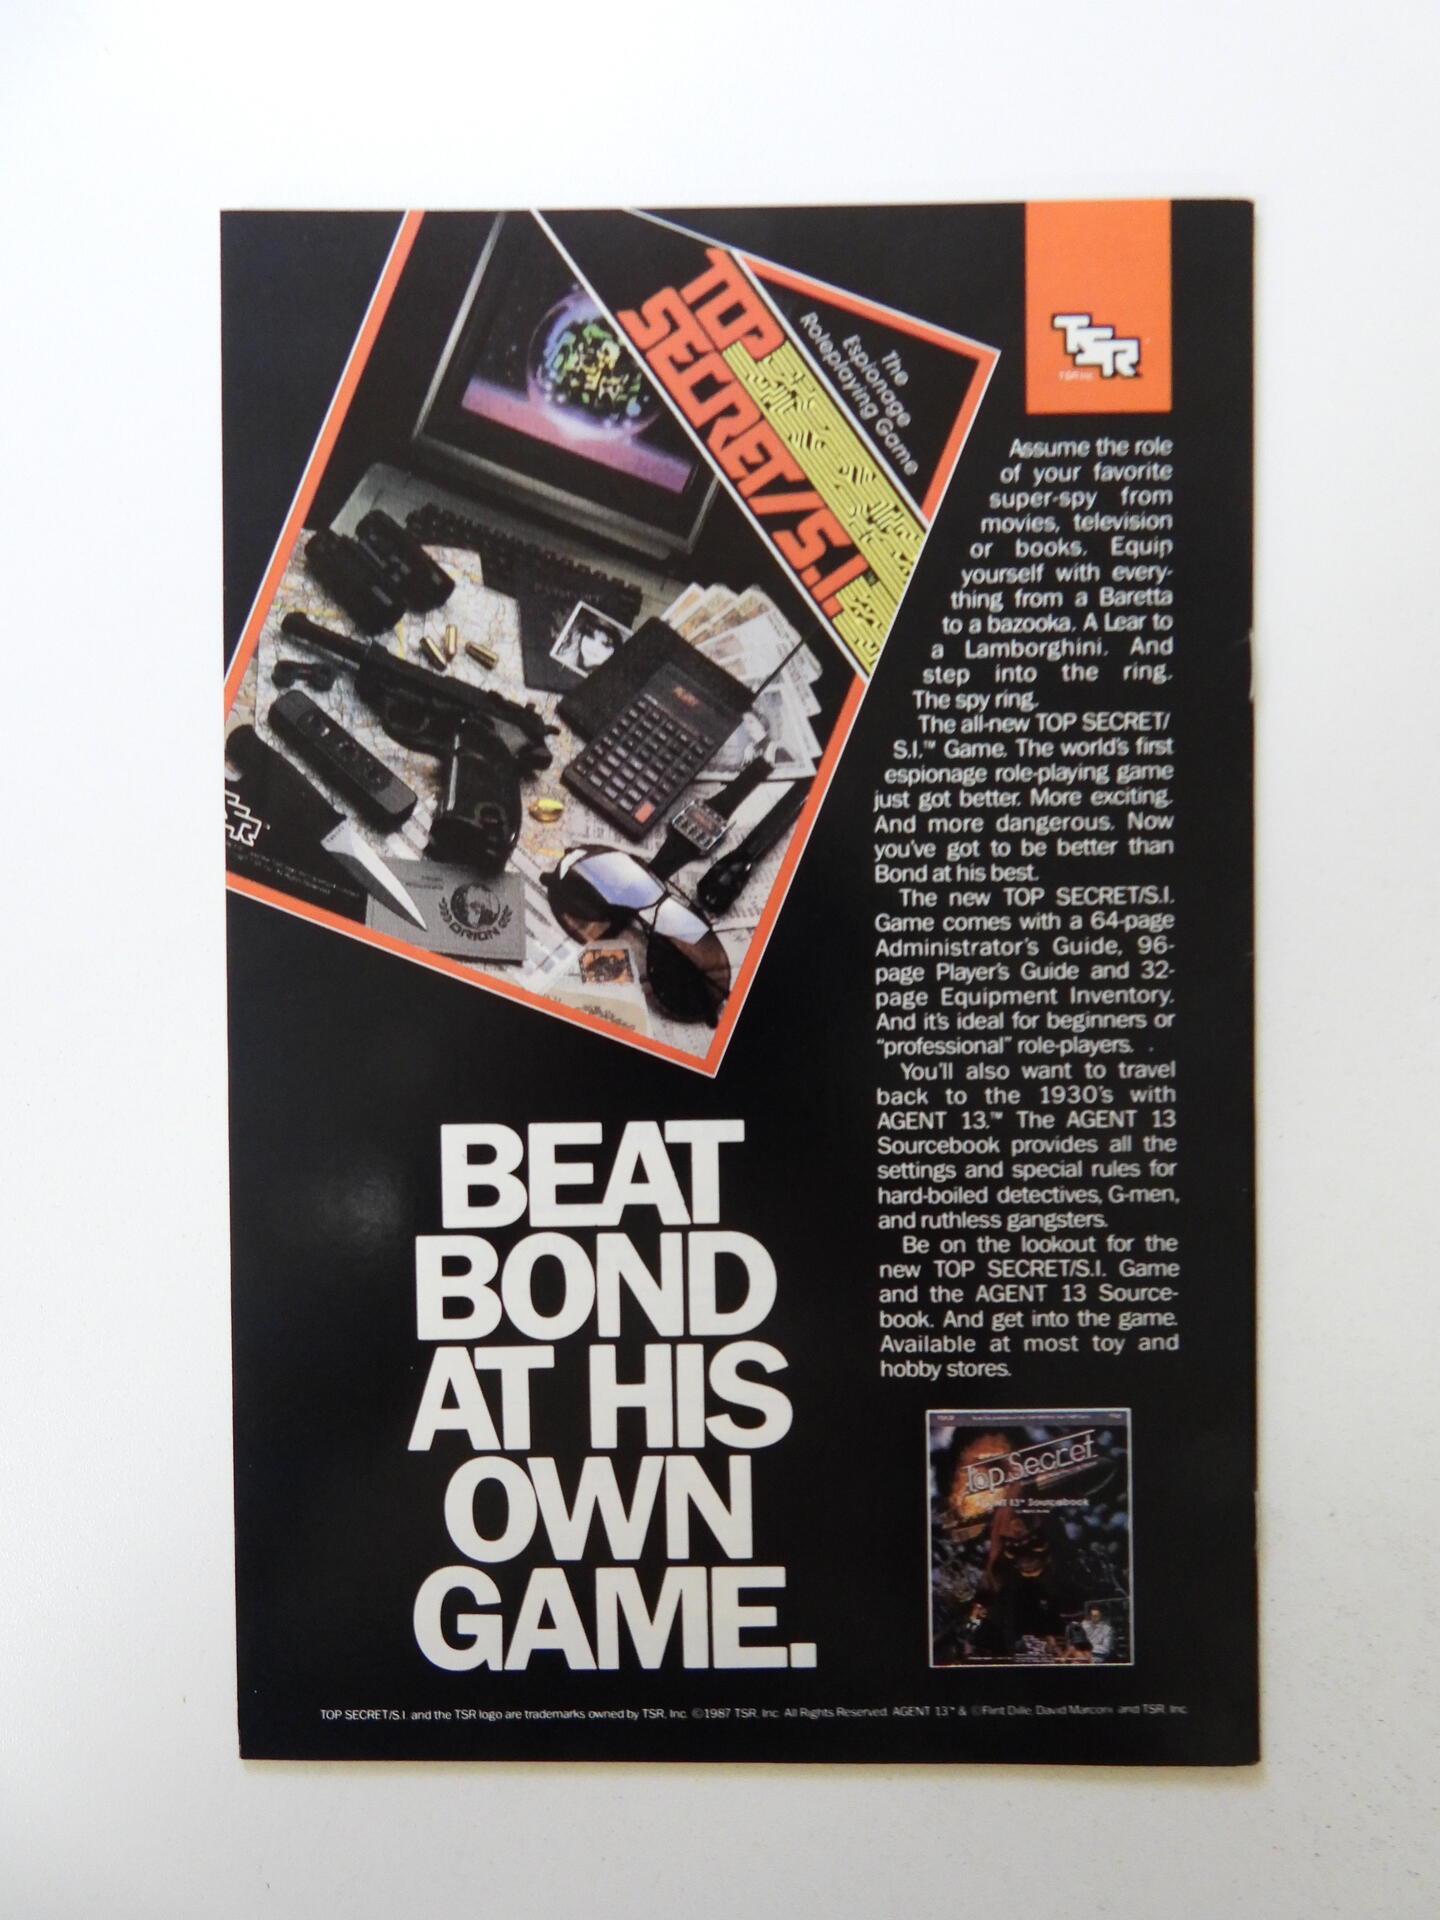 TOP
SECRET/S.I.™
The
Espionage
Roleplaying Game
TSR
TSR Inc.
ORION
TSR
Assume the role
of your favorite
super-spy from
movies, television
or books. Equip
yourself with every-
thing from a Baretta
to a bazooka. A Lear to
a Lamborghini. And
step into the ring.
The spy ring.
The all-new TOP SECRET/
S.I.™ Game. The world's first
espionage role-playing game
just got better. More exciting.
And more dangerous. Now
you've got to be better than
Bond at his best.
The new TOP SECRET/S.I.
Game comes with a 64-page
Administrator's Guide, 96-
page Player's Guide and 32-
page Equipment Inventory.
And it's ideal for beginners or
"professional" role-players.
You'll also want to travel
back to the 1930's with
AGENT 13.™ The AGENT 13
Sourcebook provides all the
settings and special rules for
hard-boiled detectives, G-men,
and ruthless gangsters.
Be on the lookout for the
new TOP SECRET/S.I. Game
and the AGENT 13 Source-
book. And get into the game.
Available at most toy and
hobby stores.
BEAT
BOND
AT HIS
OWN
GAME.
Top Secret
AGENT 13™ Sourcebook
TOP SECRET/S.I. and the TSR logo are trademarks owned by TSR, Inc. ©1987 TSR, Inc. All Rights Reserved. AGENT 13™ & ©Flint Dille, David Marconi, and TSR, Inc.